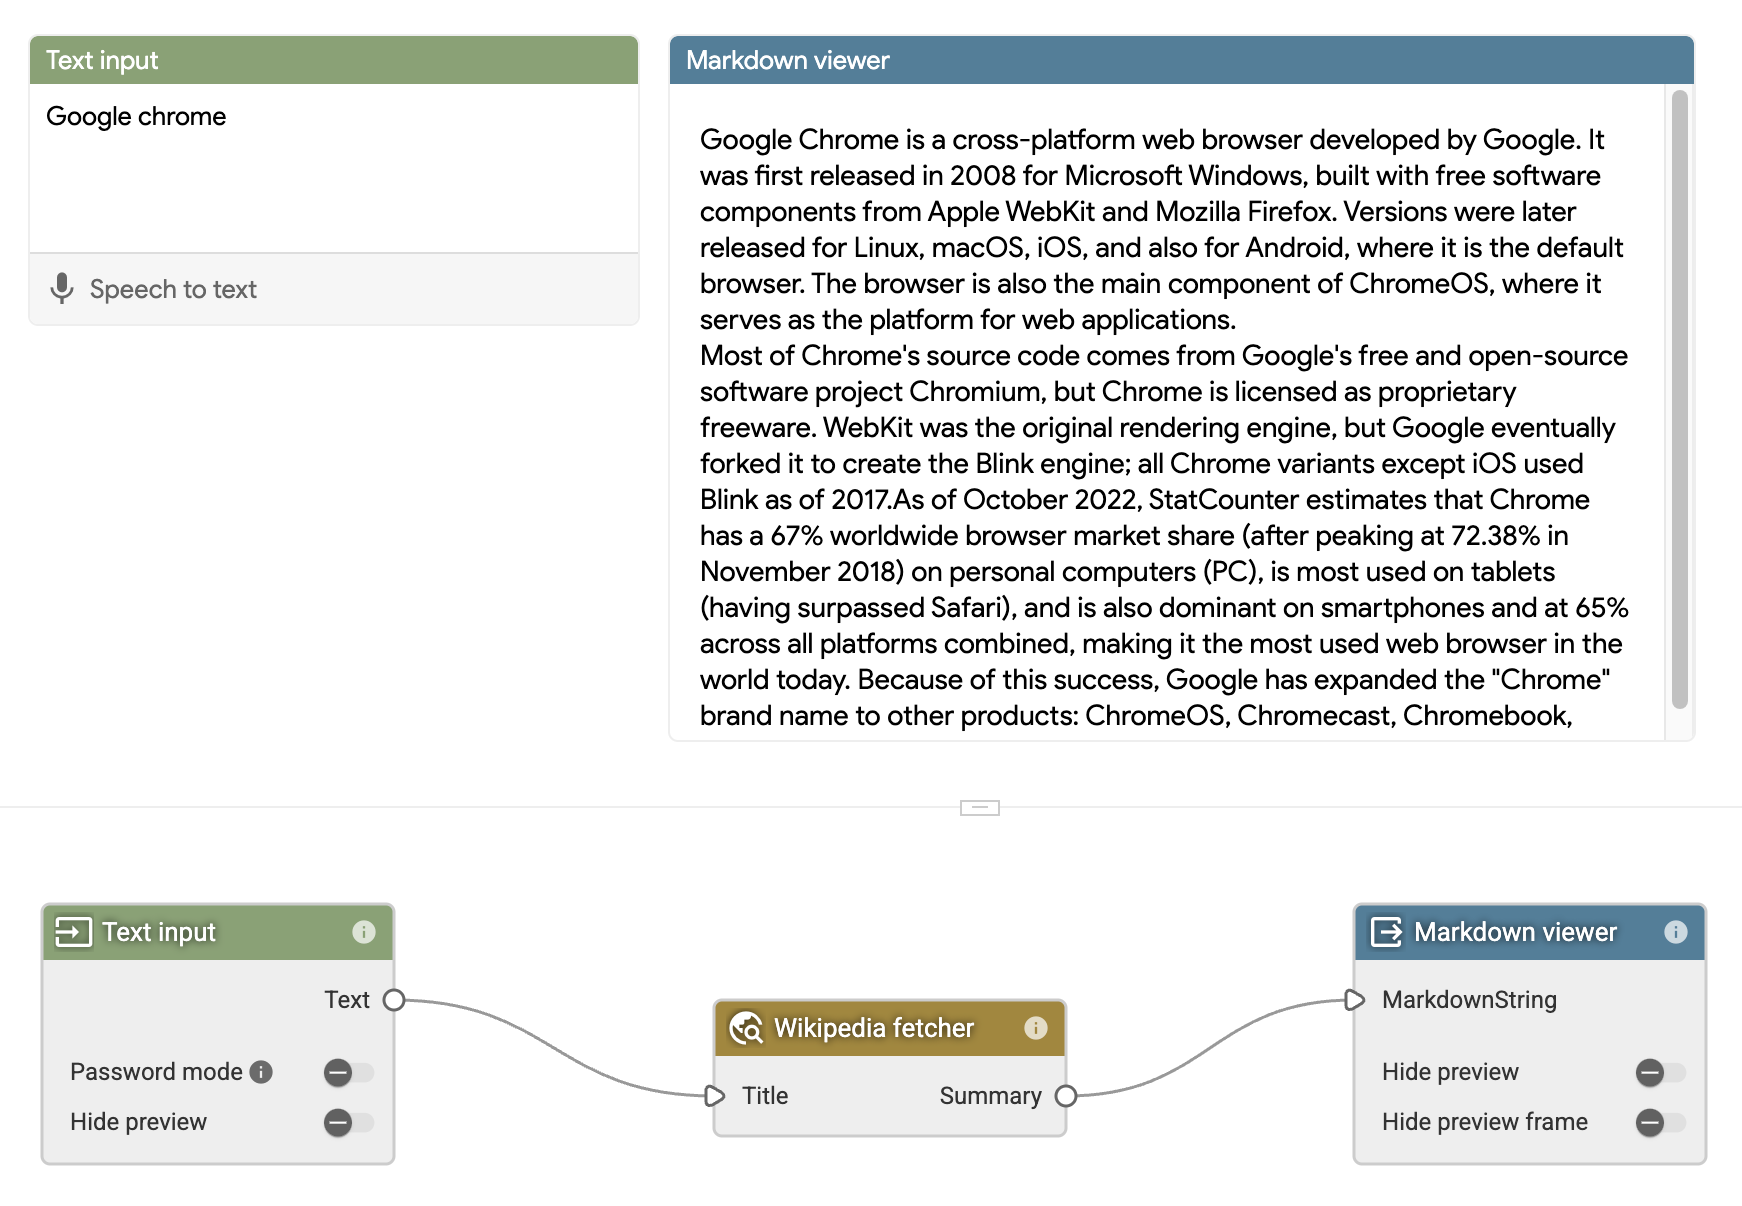 Text input
Google chrome
Speech to text
Markdown viewer
Google Chrome is a cross-platform web browser developed by Google. It
was first released in 2008 for Microsoft Windows, built with free software
components from Apple WebKit and Mozilla Firefox. Versions were later
released for Linux, macOS, iOS, and also for Android, where it is the default
browser. The browser is also the main component of ChromeOS, where it
serves as the platform for web applications.
Most of Chrome's source code comes from Google's free and open-source
software project Chromium, but Chrome is licensed as proprietary
freeware. WebKit was the original rendering engine, but Google eventually
forked it to create the Blink engine; all Chrome variants except iOS used
Blink as of 2017.As of October 2022, StatCounter estimates that Chrome
has a 67% worldwide browser market share (after peaking at 72.38% in
November 2018) on personal computers (PC), is most used on tablets
(having surpassed Safari), and is also dominant on smartphones and at 65%
across all platforms combined, making it the most used web browser in the
world today. Because of this success, Google has expanded the "Chrome"
brand name to other products: ChromeOS, Chromecast, Chromebook,
Text input
Text
Password mode
Hide preview
Wikipedia fetcher
Title
Summary
Markdown viewer
MarkdownString
Hide preview
Hide preview frame